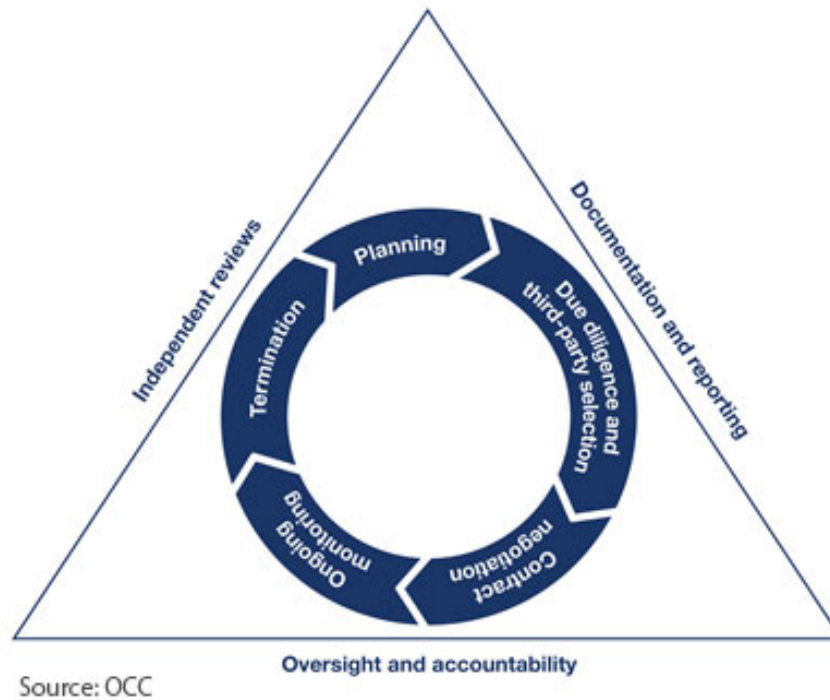 Independent reviews
Documentation and reporting
Planning
Due diligence and
third-party selection
Contract
negotiation
Ongoing
monitoring
Termination
Oversight and accountability
Source: OCC